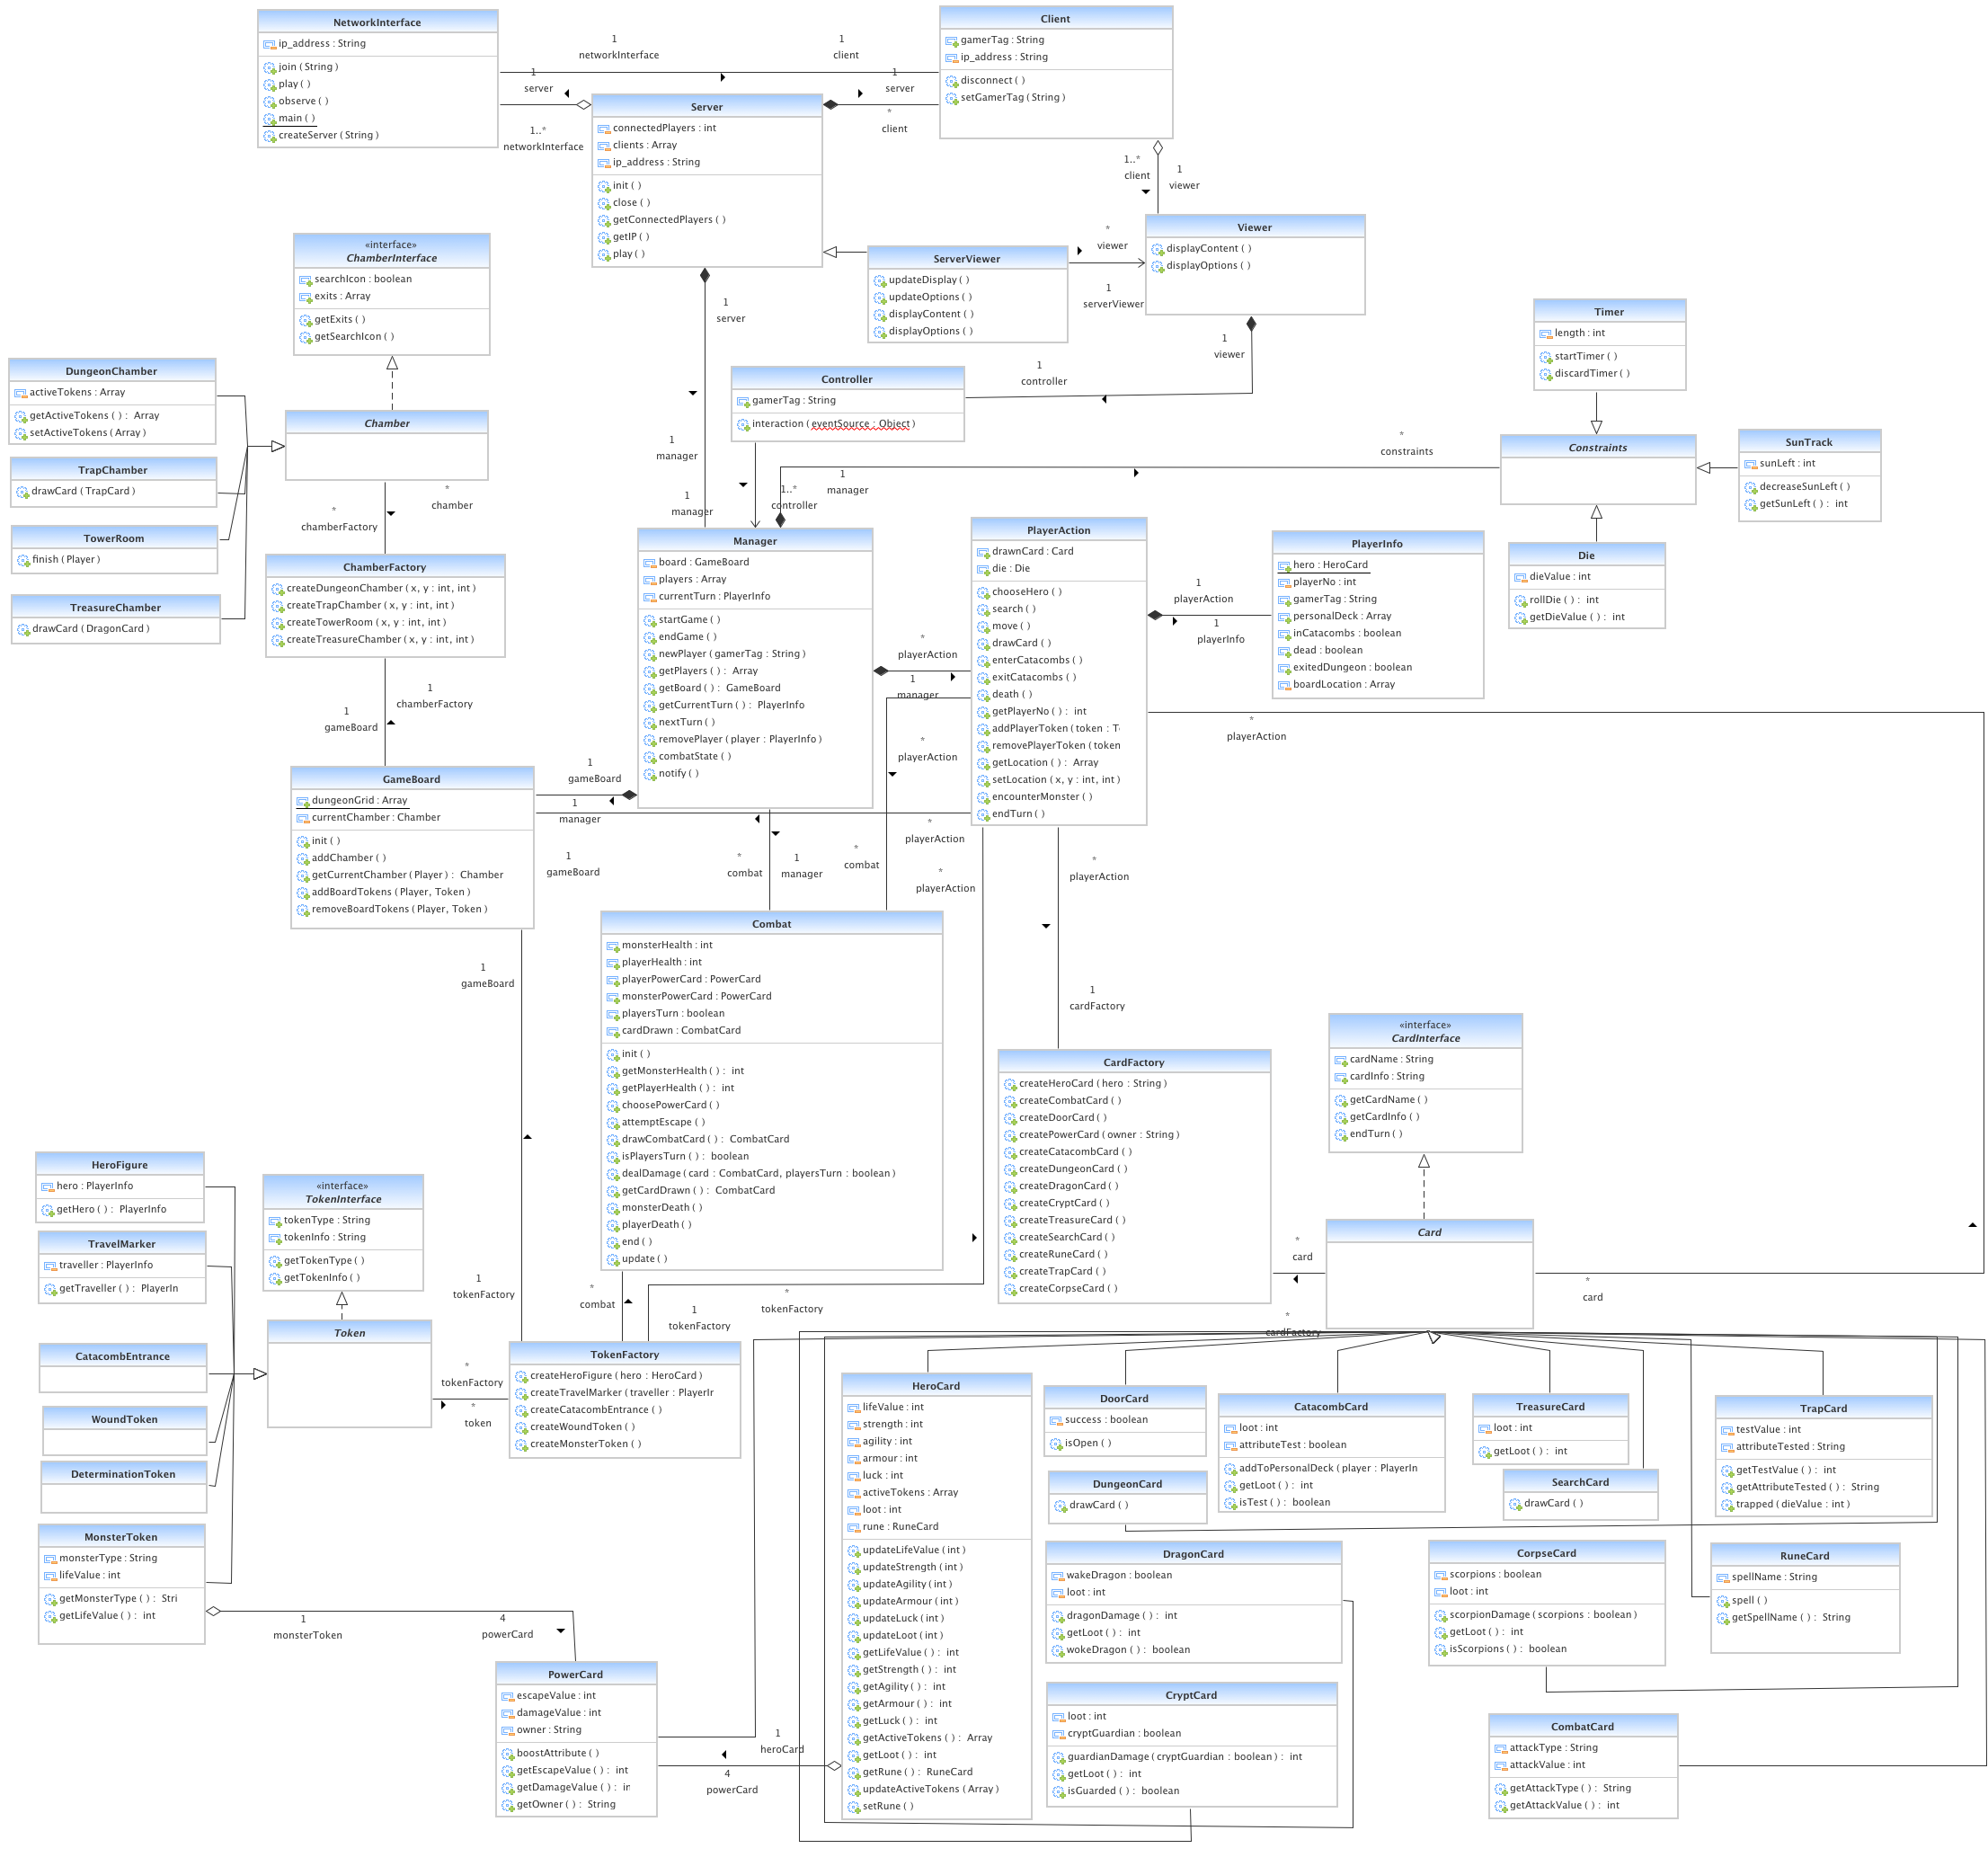 NetworkInterface
ip_address : String
join ( String )
play ( )
observe ( )
main ( )
createServer ( String )
1
networkInterface
1
client
1
server
1..*
networkInterface
Client
gamerTag : String
ip_address : String
disconnect ( )
setGamerTag ( String )
1
server
*
client
Server
connectedPlayers : int
clients : Array
ip_address : String
init ( )
close ( )
getConnectedPlayers ( )
getIP ( )
play ( )
1..*
client
1
viewer
Viewer
displayContent ( )
displayOptions ( )
*
viewer
1
serverViewer
ServerViewer
updateDisplay ( )
updateOptions ( )
displayContent ( )
displayOptions ( )
1
server
1
manager
1
viewer
1
controller
Controller
gamerTag : String
interaction ( eventSource : Object )
1
manager
1..*
controller
1
manager
*
constraints
«interface»
ChamberInterface
searchIcon : boolean
exits : Array
getExits ( )
getSearchIcon ( )
DungeonChamber
activeTokens : Array
getActiveTokens ( ) : Array
setActiveTokens ( Array )
TrapChamber
drawCard ( TrapCard )
TowerRoom
finish ( Player )
TreasureChamber
drawCard ( DragonCard )
Chamber
*
chamberFactory
*
chamber
ChamberFactory
createDungeonChamber ( x, y : int, int )
createTrapChamber ( x, y : int, int )
createTowerRoom ( x, y : int, int )
createTreasureChamber ( x, y : int, int )
1
chamberFactory
1
gameBoard
Timer
length : int
startTimer ( )
discardTimer ( )
Constraints
SunTrack
sunLeft : int
decreaseSunLeft ( )
getSunLeft ( ) : int
Die
dieValue : int
rollDie ( ) : int
getDieValue ( ) : int
Manager
board : GameBoard
players : Array
currentTurn : PlayerInfo
startGame ( )
endGame ( )
newPlayer ( gamerTag : String )
getPlayers ( ) : Array
getBoard ( ) : GameBoard
getCurrentTurn ( ) : PlayerInfo
nextTurn ( )
removePlayer ( player : PlayerInfo )
combatState ( )
notify ( )
PlayerAction
drawnCard : Card
die : Die
chooseHero ( )
search ( )
move ( )
drawCard ( )
enterCatacombs ( )
exitCatacombs ( )
death ( )
getPlayerNo ( ) : int
addPlayerToken ( token : T
removePlayerToken ( token
getLocation ( ) : Array
setLocation ( x, y : int, int )
encounterMonster ( )
endTurn ( )
1
playerAction
1
playerInfo
PlayerInfo
hero : HeroCard
playerNo : int
gamerTag : String
personalDeck : Array
inCatacombs : boolean
dead : boolean
exitedDungeon : boolean
boardLocation : Array
*
playerAction
1
manager
*
playerAction
*
playerAction
GameBoard
dungeonGrid : Array
currentChamber : Chamber
init ( )
addChamber ( )
getCurrentChamber ( Player ) : Chamber
addBoardTokens ( Player, Token )
removeBoardTokens ( Player, Token )
1
gameBoard
1
manager
1
gameBoard
*
playerAction
*
combat
1
manager
*
combat
*
playerAction
*
playerAction
1
gameBoard
1
cardFactory
Combat
monsterHealth : int
playerHealth : int
playerPowerCard : PowerCard
monsterPowerCard : PowerCard
playersTurn : boolean
cardDrawn : CombatCard
init ( )
getMonsterHealth ( ) : int
getPlayerHealth ( ) : int
choosePowerCard ( )
attemptEscape ( )
drawCombatCard ( ) : CombatCard
isPlayersTurn ( ) : boolean
dealDamage ( card : CombatCard, playersTurn : boolean )
getCardDrawn ( ) : CombatCard
monsterDeath ( )
playerDeath ( )
end ( )
update ( )
CardFactory
createHeroCard ( hero : String )
createCombatCard ( )
createDoorCard ( )
createPowerCard ( owner : String )
createCatacombCard ( )
createDungeonCard ( )
createDragonCard ( )
createCryptCard ( )
createTreasureCard ( )
createSearchCard ( )
createRuneCard ( )
createTrapCard ( )
createCorpseCard ( )
«interface»
CardInterface
cardName : String
cardInfo : String
getCardName ( )
getCardInfo ( )
endTurn ( )
Card
*
card
*
cardFactory
*
card
HeroFigure
hero : PlayerInfo
getHero ( ) : PlayerInfo
TravelMarker
traveller : PlayerInfo
getTraveller ( ) : PlayerIn
CatacombEntrance
WoundToken
DeterminationToken
MonsterToken
monsterType : String
lifeValue : int
getMonsterType ( ) : Stri
getLifeValue ( ) : int
«interface»
TokenInterface
tokenType : String
tokenInfo : String
getTokenType ( )
getTokenInfo ( )
Token
1
tokenFactory
*
combat
1
tokenFactory
*
tokenFactory
*
tokenFactory
*
token
TokenFactory
createHeroFigure ( hero : HeroCard )
createTravelMarker ( traveller : PlayerIr
createCatacombEntrance ( )
createWoundToken ( )
createMonsterToken ( )
1
monsterToken
4
powerCard
PowerCard
escapeValue : int
damageValue : int
owner : String
boostAttribute ( )
getEscapeValue ( ) : int
getDamageValue ( ) : ir
getOwner ( ) : String
1
heroCard
4
powerCard
HeroCard
lifeValue : int
strength : int
agility : int
armour : int
luck : int
activeTokens : Array
loot : int
rune : RuneCard
updateLifeValue ( int )
updateStrength ( int )
updateAgility ( int )
updateArmour ( int )
updateLuck ( int )
updateLoot ( int )
getLifeValue ( ) : int
getStrength ( ) : int
getAgility ( ) : int
getArmour ( ) : int
getLuck ( ) : int
getActiveTokens ( ) : Array
getLoot ( ) : int
getRune ( ) : RuneCard
updateActiveTokens ( Array )
setRune ( )
DoorCard
success : boolean
isOpen ( )
DungeonCard
drawCard ( )
CatacombCard
loot : int
attributeTest : boolean
addToPersonalDeck ( player : PlayerIn
getLoot ( ) : int
isTest ( ) : boolean
TreasureCard
loot : int
getLoot ( ) : int
SearchCard
drawCard ( )
TrapCard
testValue : int
attributeTested : String
getTestValue ( ) : int
getAttributeTested ( ) : String
trapped ( dieValue : int )
DragonCard
wakeDragon : boolean
loot : int
dragonDamage ( ) : int
getLoot ( ) : int
wokeDragon ( ) : boolean
CorpseCard
scorpions : boolean
loot : int
scorpionDamage ( scorpions : boolean )
getLoot ( ) : int
isScorpions ( ) : boolean
RuneCard
spellName : String
spell ( )
getSpellName ( ) : String
CryptCard
loot : int
cryptGuardian : boolean
guardianDamage ( cryptGuardian : boolean ) : int
getLoot ( ) : int
isGuarded ( ) : boolean
CombatCard
attackType : String
attackValue : int
getAttackType ( ) : String
getAttackValue ( ) : int